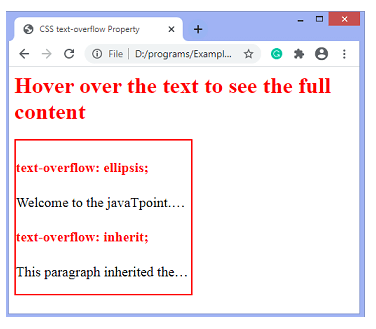 CSS text-overflow Property
File | D:/programs/Exampl...
Hover over the text to see the full
content
text-overflow: ellipsis;
Welcome to the javaTpoint.…
text-overflow: inherit;
This paragraph inherited the…